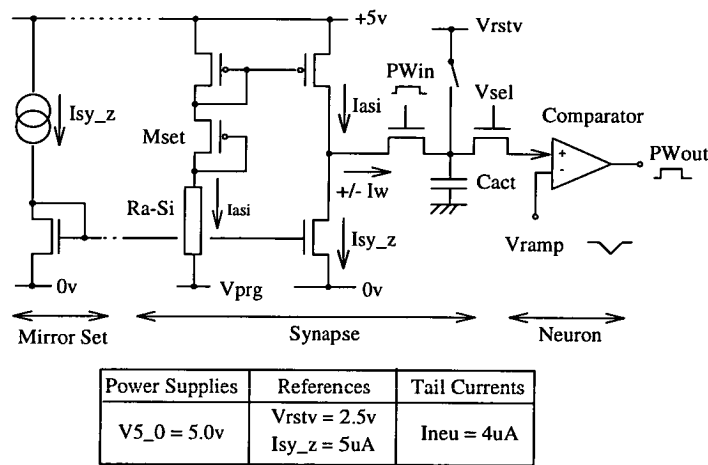 +5v
Vrstv
PWin
Isy_z
Iasi
Vsel
Comparator
Mset
+
-
PWout
+/- Iw
Cact
Ra-Si
Iasi
Isy_z
Vramp
0v
Vprg
0v
Mirror Set
Synapse
Neuron
Power Supplies References Tail Currents
V5_0 = 5.0v Vrstv = 2.5v Ineu = 4uA
Isy_z = 5uA